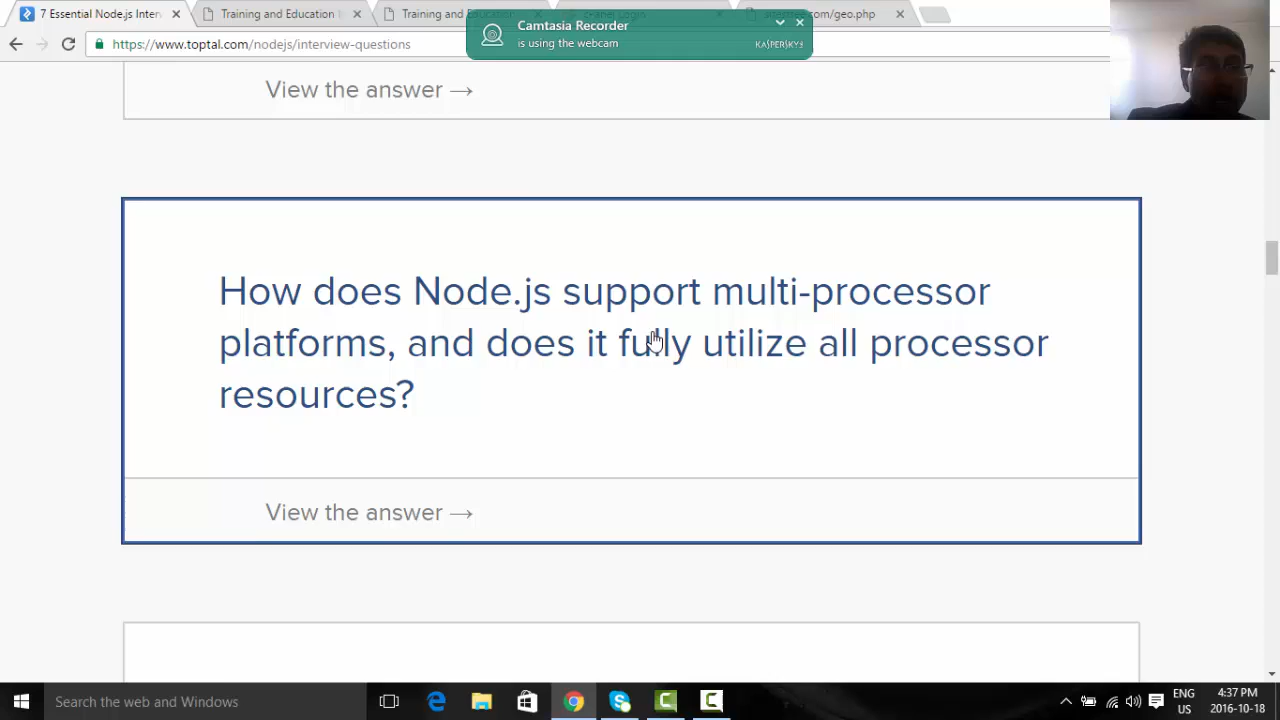 7 Essential Node.js Inter
Training and Education
Training and Education
Login
.com/geo.php
Camtasia Recorder
is using the webcam
KASPERSKY
https://www.toptal.com/nodejs/interview-questions
View the answer →
How does Node.js support multi-processor
platforms, and does it fully utilize all processor
resources?
View the answer →
Search the web and Windows
ENG
US
4:37 PM
2016-10-18